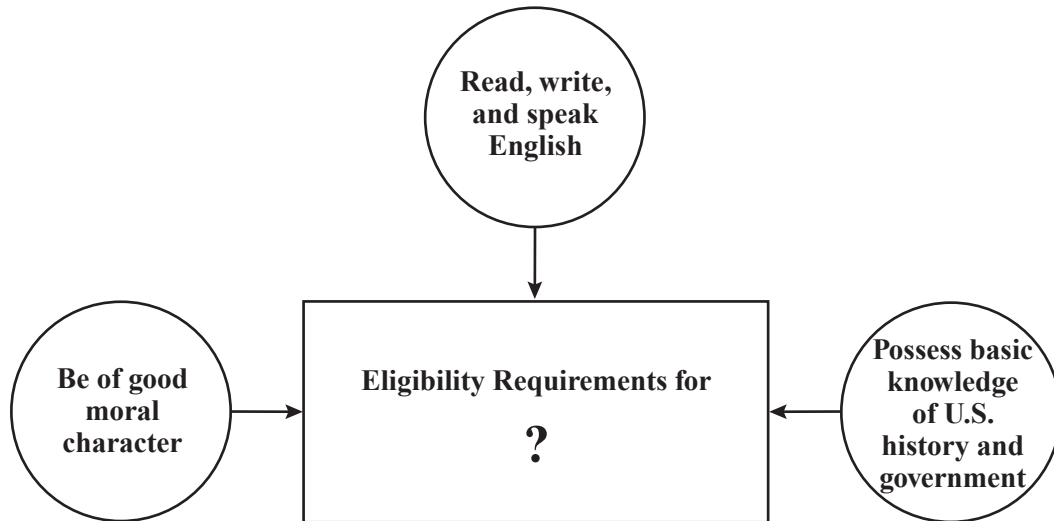 Read, write,
and speak
English
Be of good
moral
character
Eligibility Requirements for
?
Possess basic
knowledge
of U.S.
history and
government